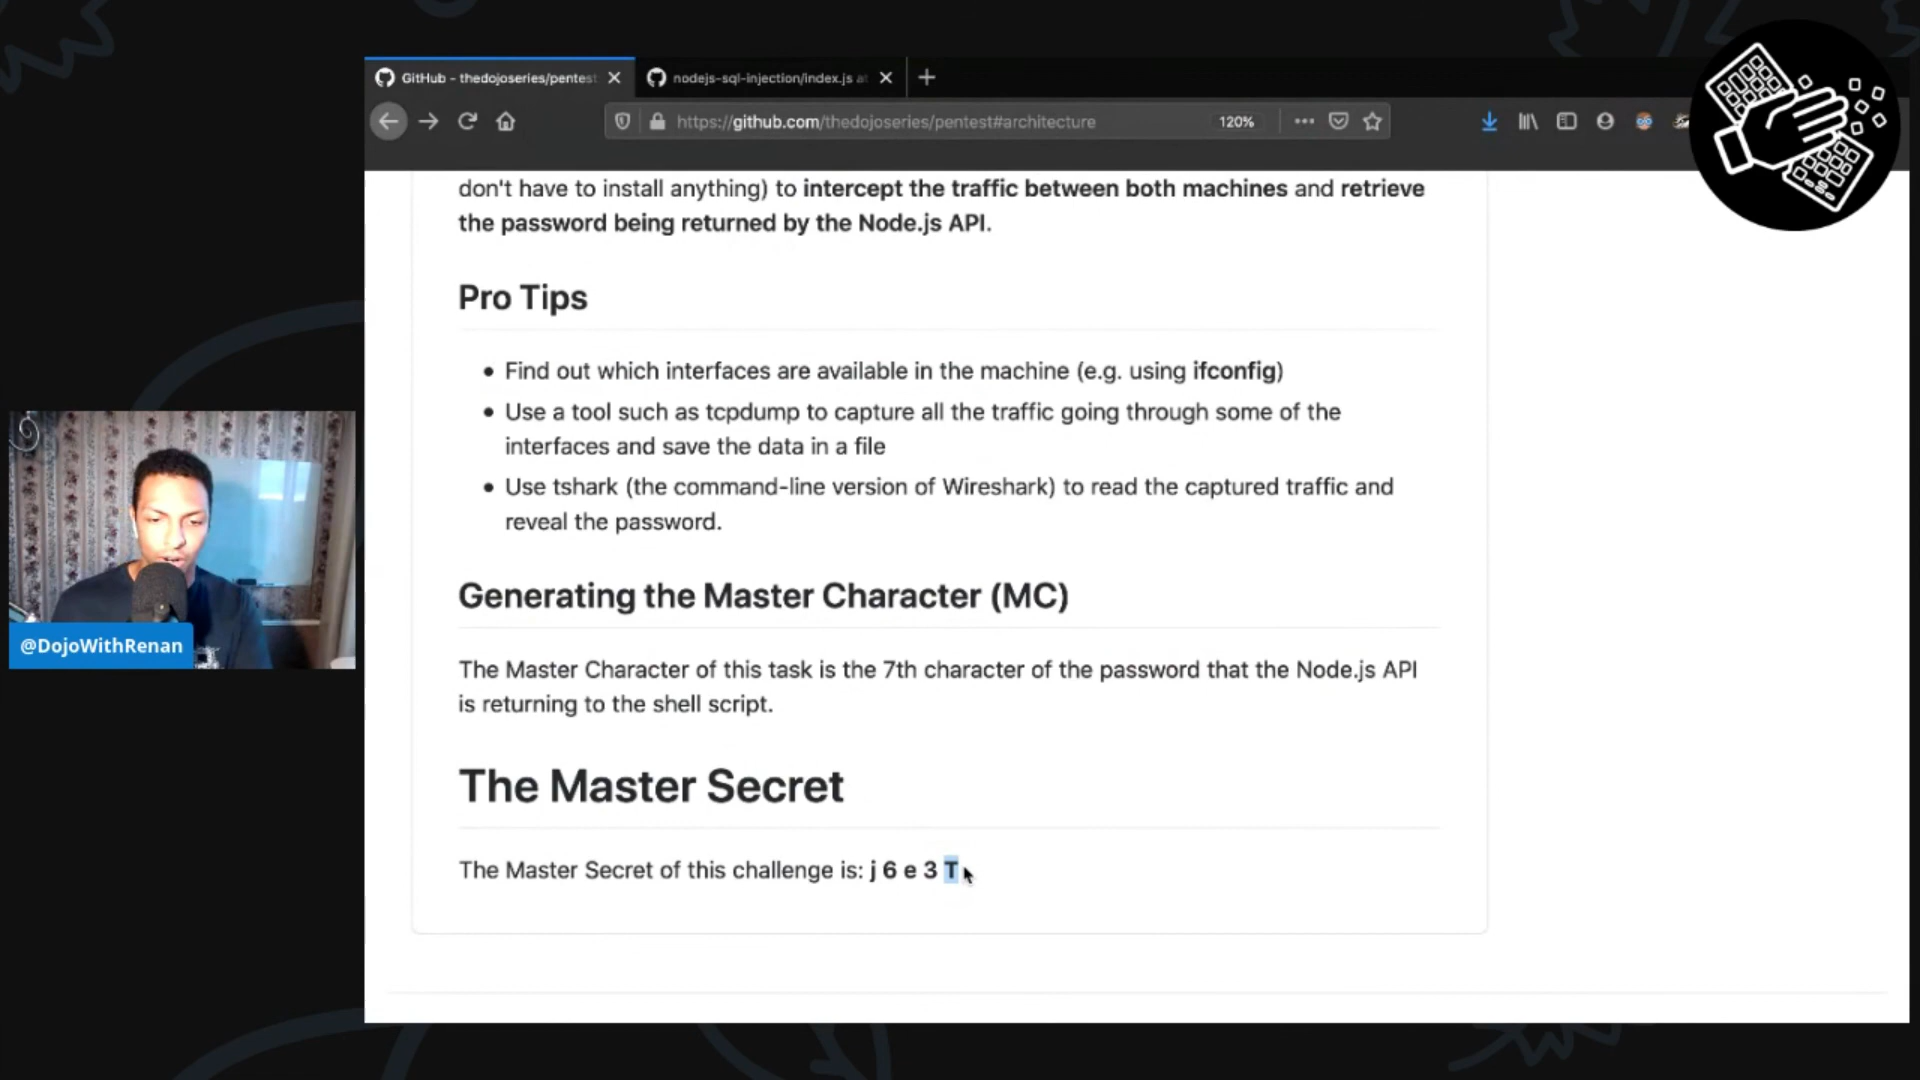 GitHub - thedojoseries/pentest
nodejs-sql-injection/index.js at
https://github.com/thedojoseries/pentest#architecture
120%
don't have to install anything) to intercept the traffic between both machines and retrieve
the password being returned by the Node.js API.
Pro Tips
• Find out which interfaces are available in the machine (e.g. using ifconfig)
• Use a tool such as tcpdump to capture all the traffic going through some of the
interfaces and save the data in a file
• Use tshark (the command-line version of Wireshark) to read the captured traffic and
reveal the password.
Generating the Master Character (MC)
The Master Character of this task is the 7th character of the password that the Node.js API
is returning to the shell script.
The Master Secret
The Master Secret of this challenge is: j 6 e 3 T
@DojoWithRenan